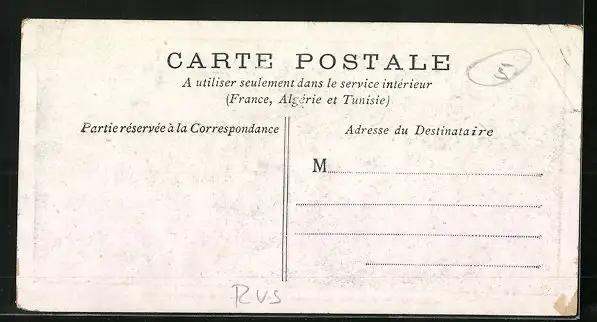 CARTE POSTALE
5
A utiliser seulement dans le service intérieur
(France, Algérie et Tunisie)
Partie réservée à la Correspondance
Adresse du Destinataire
M
RVS